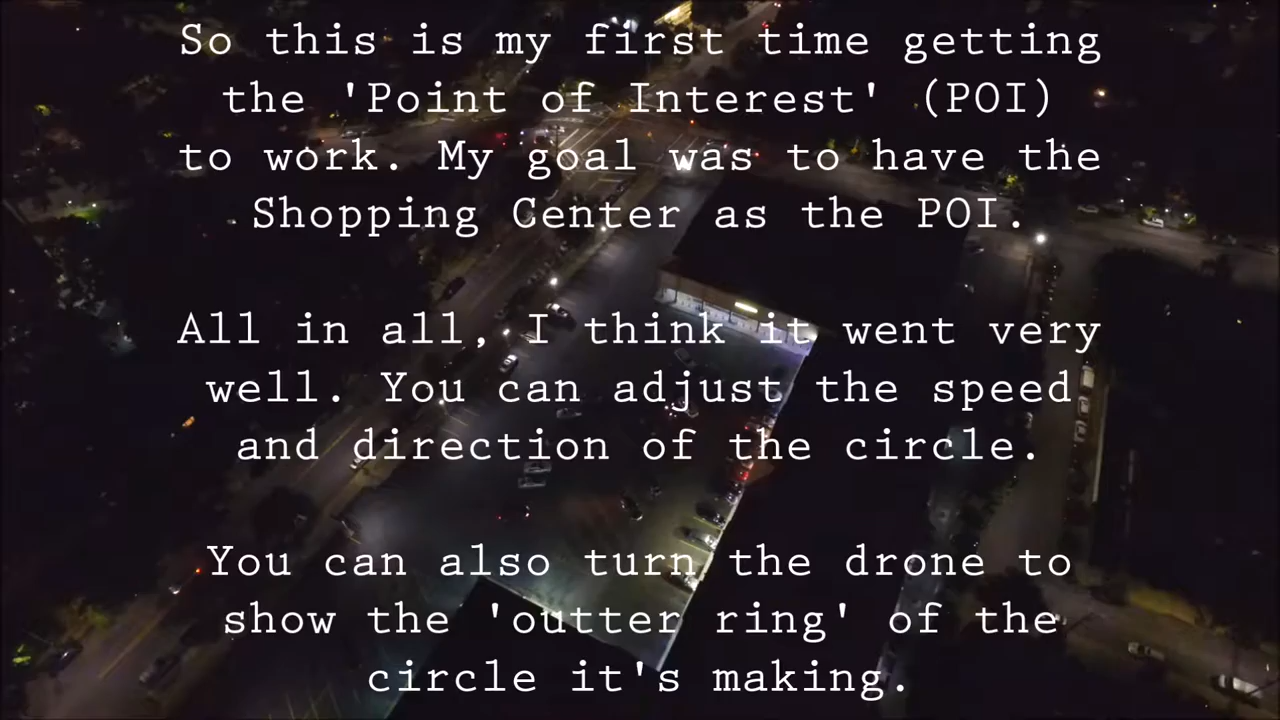 So this is my first time getting
the 'Point of Interest' (POI)
to work. My goal was to have the
Shopping Center as the POI.
All in all, I think it went very
well. You can adjust the speed
and direction of the circle.
You can also turn the drone to
show the 'outter ring' of the
circle it's making.